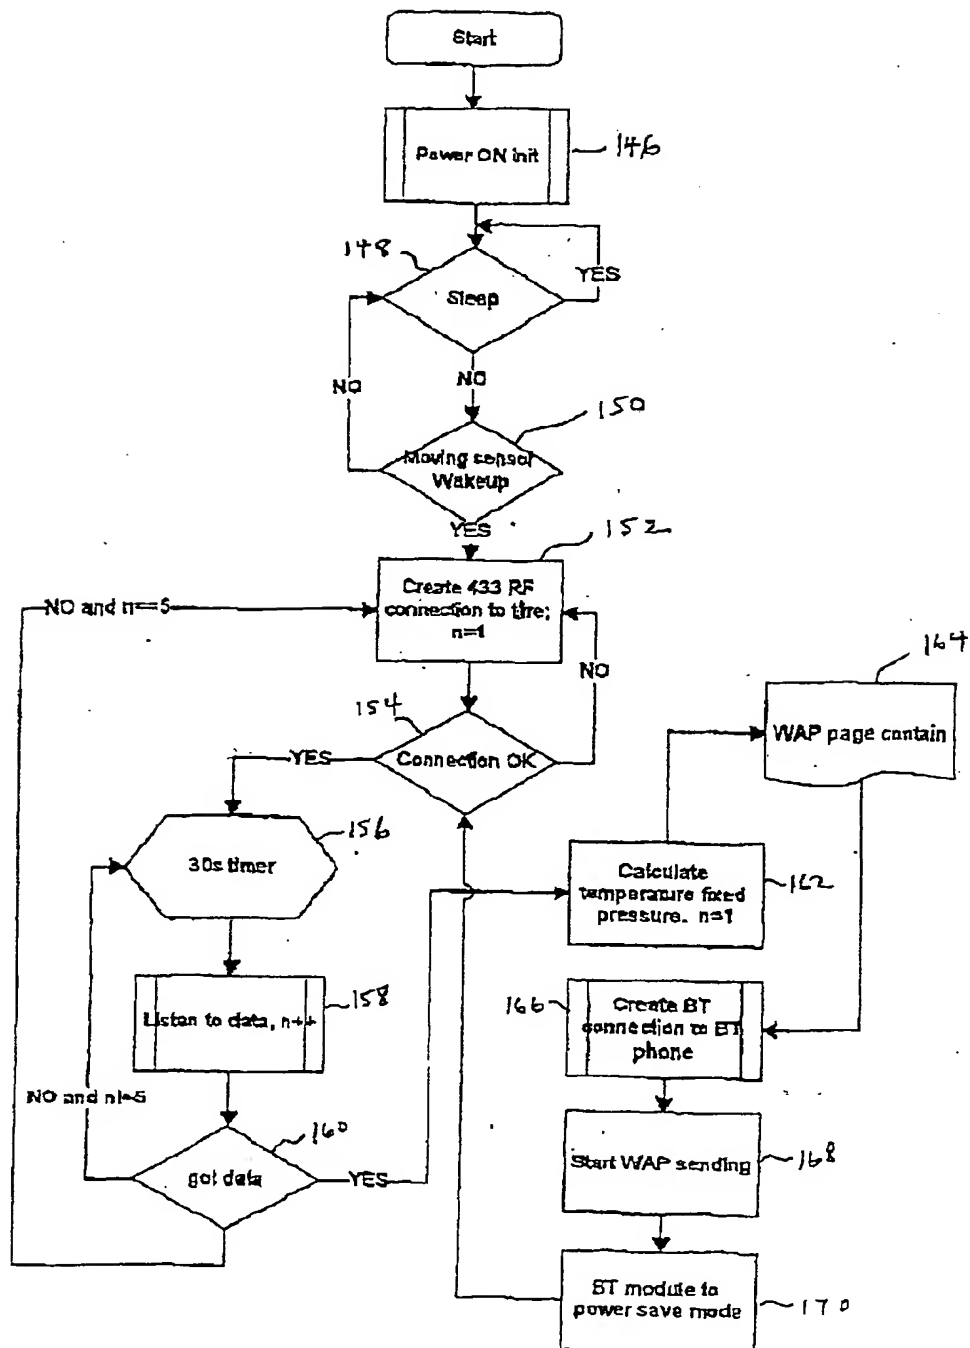 Start
Power ON init
146
148
YES
Sleep
NO
NO
150
Moving sensor
Wakeup
YES
152
Create 433 RF
connection to tire;
n=1
NO and n==5
NO
164
154
WAP page contain
YES
Connection OK
156
30s timer
Calculate
temperature fixed
pressure. n=1
162
158
Listen to data, n++
166
Create BT
connection to BT
phone
NO and n!=5
160
got data
YES
Start WAP sending
168
BT module to
power save mode
170